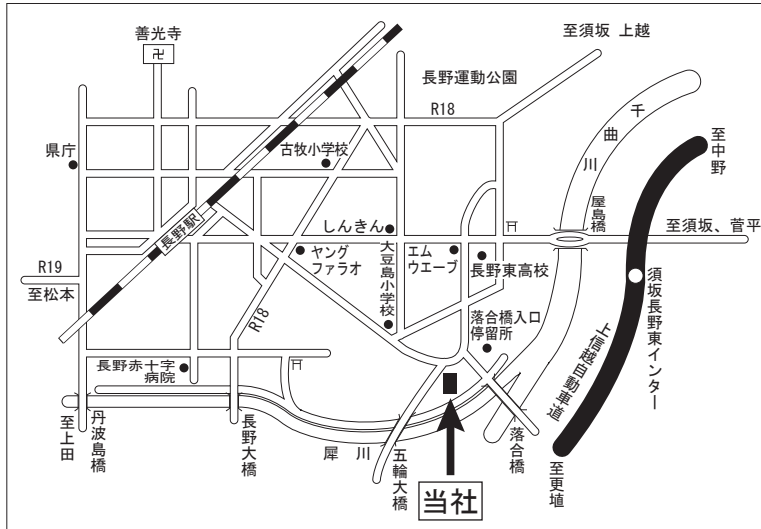 善光寺
卍
至須坂 上越
長野運動公園
R18
千曲川
至中野
県庁
古牧小学校
屋島橋
長野駅
しんきん
至須坂、菅平
ヤング
ファラオ
大豆島小学校
エム
ウエーブ
長野東高校
R19
至松本
R18
須坂長野東インター
落合橋入口
停留所
上信越自動車道
長野赤十字
病院
至上田
丹波島橋
長野大橋
犀川
五輪大橋
落合橋
至更埴
当社